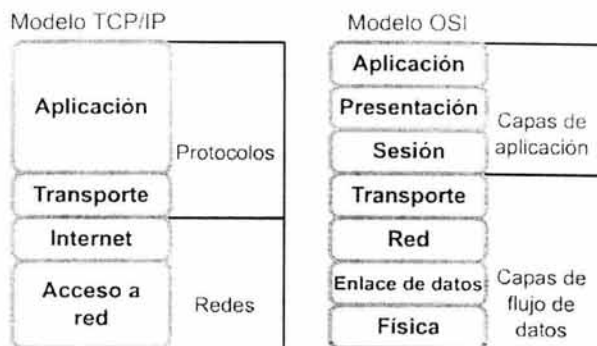 Modelo TCP/IP
Aplicación
Protocolos
Transporte
Internet
Acceso a
red
Redes
Modelo OSI
Aplicación
Presentación
Sesión
Capas de
aplicación
Transporte
Red
Enlace de datos
Física
Capas de
flujo de
datos